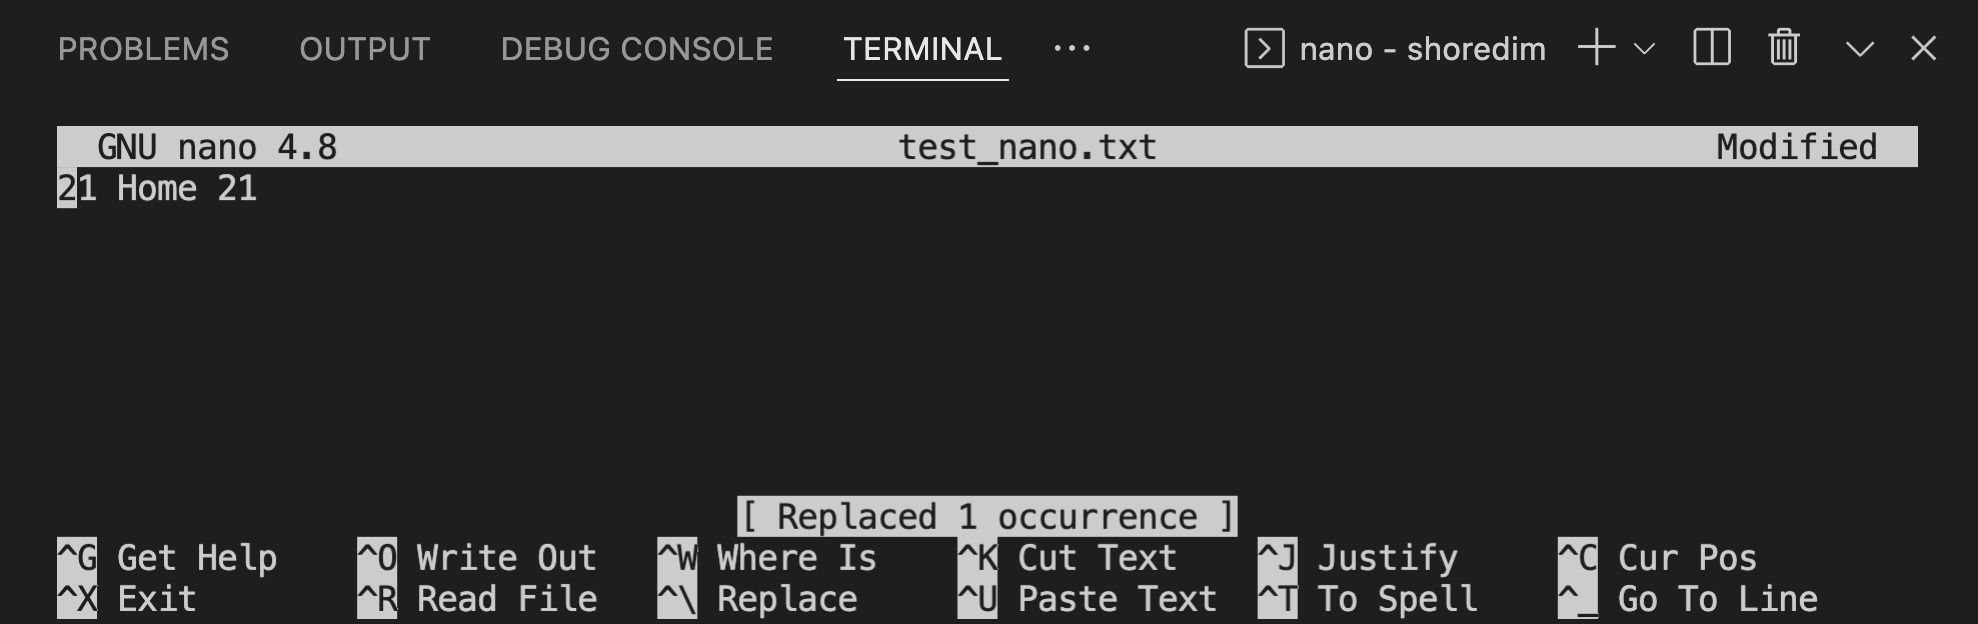 PROBLEMS OUTPUT DEBUG CONSOLE TERMINAL ··· nano - shoredim
GNU nano 4.8 test_nano.txt Modified
21 Home 21
[ Replaced 1 occurrence ]
^G Get Help ^O Write Out ^W Where Is ^K Cut Text ^J Justify ^C Cur Pos
^X Exit ^R Read File ^\ Replace ^U Paste Text ^T To Spell ^_ Go To Line